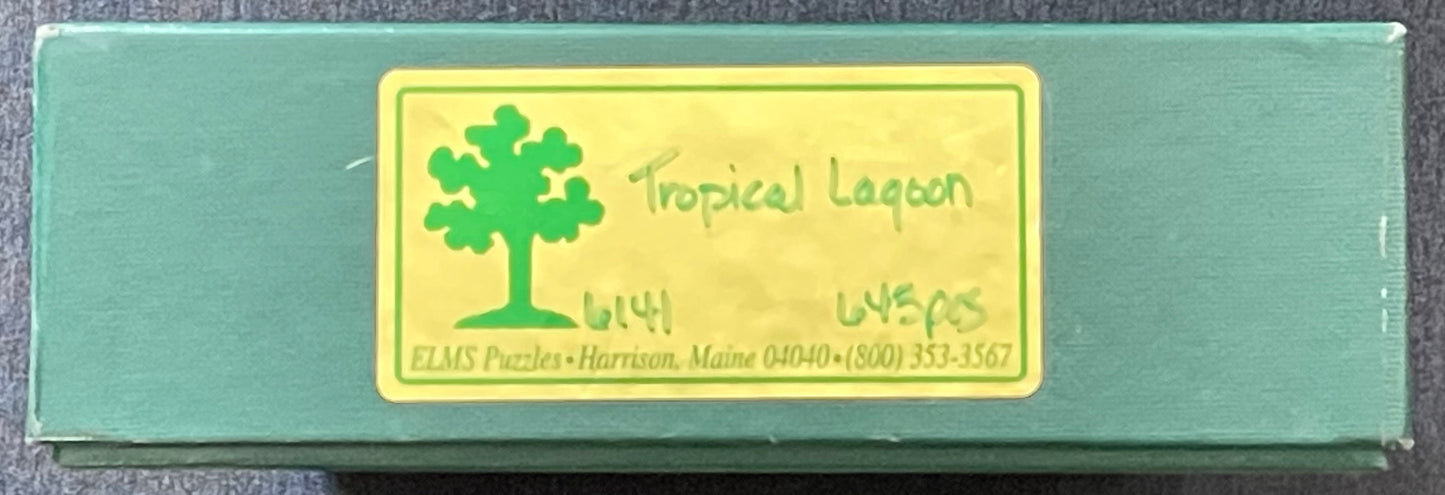 Tropical Lagoon
6141 645pcs
ELMS Puzzles • Harrison, Maine 04040 • (800) 353-3567